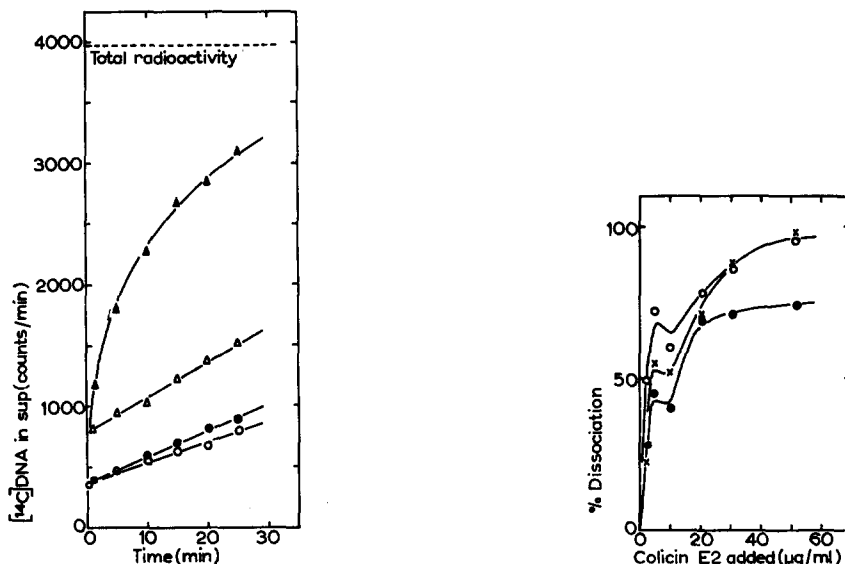 4000
Total radioactivity
3000
2000
1000
0
[14C]DNA in sup(counts/min)
0 10 20 30
Time(min)
100
50
0
% Dissociation
0 20 40 60
Colicin E2 added(μg/ml)